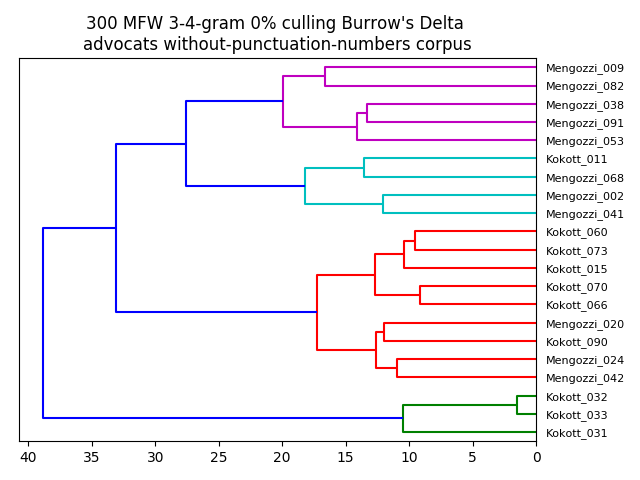 300 MFW 3-4-gram 0% culling Burrow's Delta
advocats without-punctuation-numbers corpus
Mengozzi_009
Mengozzi_082
Mengozzi_038
Mengozzi_091
Mengozzi_053
Kokott_011
Mengozzi_068
Mengozzi_002
Mengozzi_041
Kokott_060
Kokott_073
Kokott_015
Kokott_070
Kokott_066
Mengozzi_020
Kokott_090
Mengozzi_024
Mengozzi_042
Kokott_032
Kokott_033
Kokott_031
40 35 30 25 20 15 10 5 0